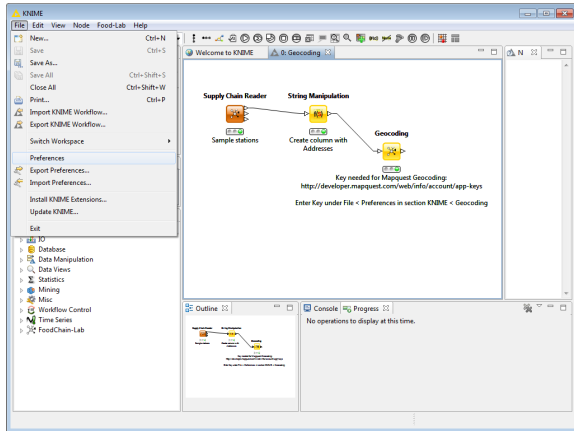 KNIME
File Edit View Node Food-Lab Help
New... Ctrl+N
Save Ctrl+S
Save As...
Save All Ctrl+Shift+S
Close All Ctrl+Shift+W
Print... Ctrl+P
Import KNIME Workflow...
Export KNIME Workflow...
Switch Workspace
Preferences
Export Preferences...
Import Preferences...
Install KNIME Extensions...
Update KNIME...
Exit
IO
Database
Data Manipulation
Data Views
Statistics
Mining
Misc
Workflow Control
Time Series
FoodChain-Lab
Welcome to KNIME 0: Geocoding
N
Supply Chain Reader String Manipulation
Sample stations Create column with
Addresses
Geocoding
Key needed for Mapquest Geocoding:
http://developer.mapquest.com/web/info/account/app-keys
Enter Key under File < Preferences in section KNIME < Geocoding
Outline
Console Progress
No operations to display at this time.